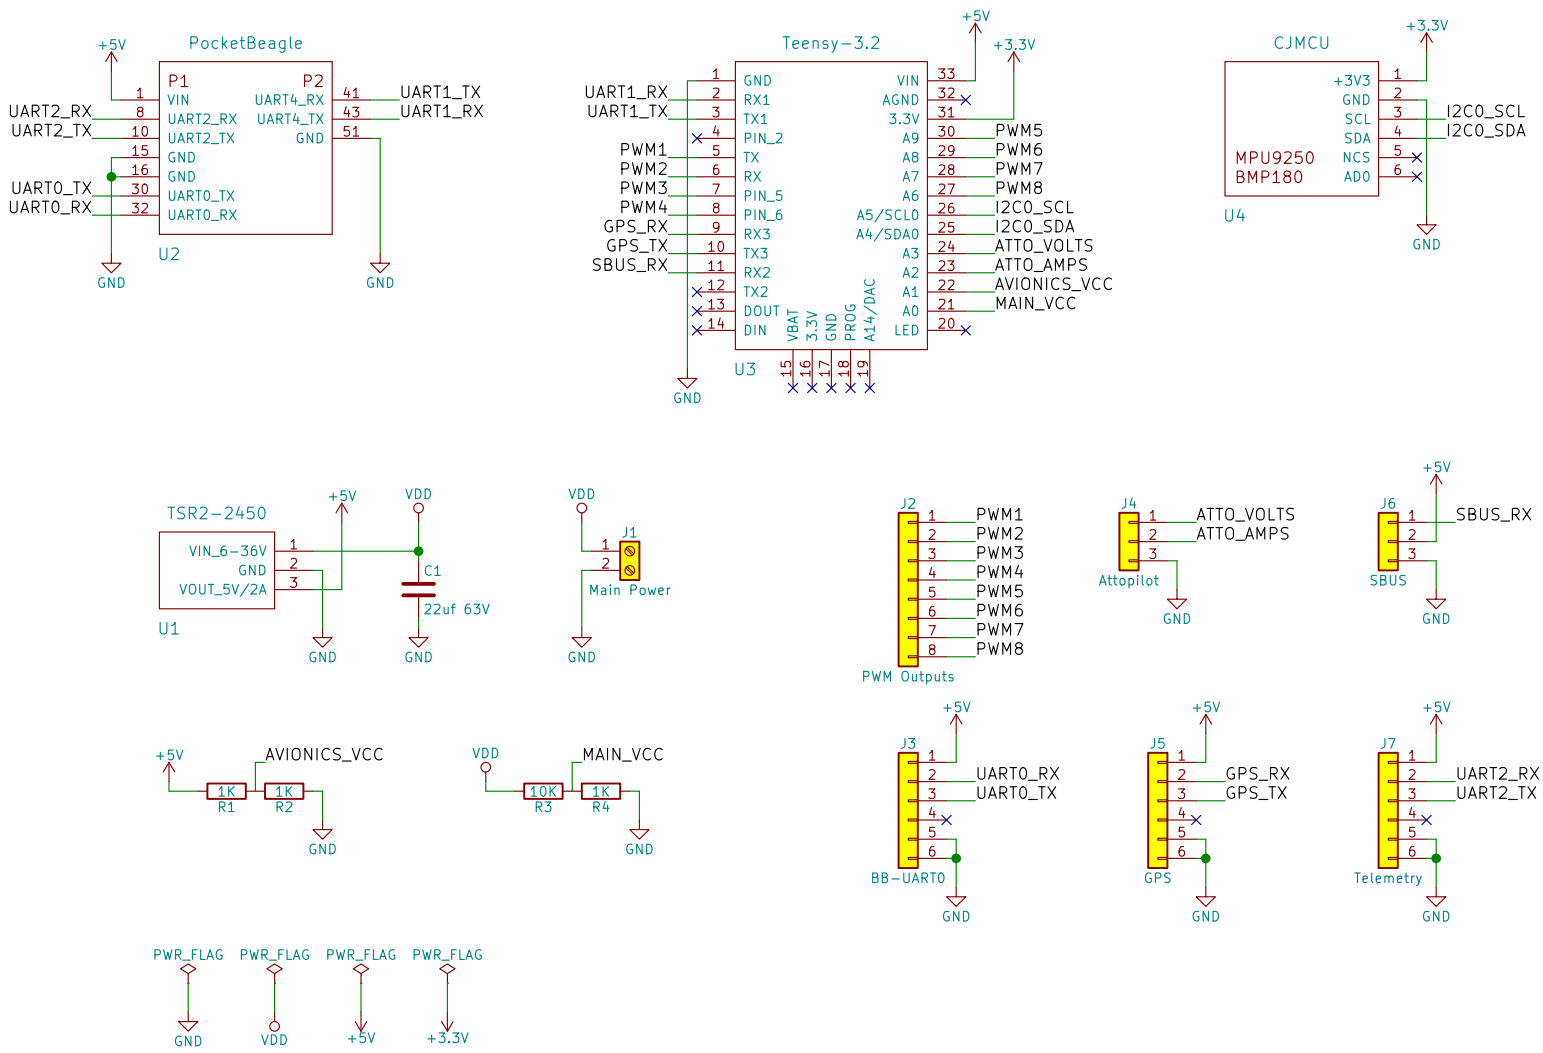 +5V
PocketBeagle
P1 P2
1 VIN UART4_RX 41 UART1_TX
UART2_RX 8 UART2_RX UART4_TX 43 UART1_RX
UART2_TX 10 UART2_TX GND 51
15 GND
16 GND
UART0_TX 30 UART0_TX
UART0_RX 32 UART0_RX
U2
GND GND
+5V
Teensy-3.2 +3.3V
1 GND VIN 33
UART1_RX 2 RX1 AGND 32
UART1_TX 3 TX1 3.3V 31
4 PIN_2 A9 30 PWM5
PWM1 5 TX A8 29 PWM6
PWM2 6 RX A7 28 PWM7
PWM3 7 PIN_5 A6 27 PWM8
PWM4 8 PIN_6 A5/SCL0 26 I2C0_SCL
GPS_RX 9 RX3 A4/SDA0 25 I2C0_SDA
GPS_TX 10 TX3 A3 24 ATTO_VOLTS
SBUS_RX 11 RX2 A2 23 ATTO_AMPS
12 TX2 A1 22 AVIONICS_VCC
13 DOUT A0 21 MAIN_VCC
14 DIN LED 20
VBAT 3.3V GND PROG A14/DAC
15 16 17 18 19
U3
GND
+3.3V
CJMCU
+3V3 1
GND 2
SCL 3 I2C0_SCL
SDA 4 I2C0_SDA
MPU9250 NCS 5
BMP180 AD0 6
U4
GND
+5V VDD
TSR2-2450
VIN_6-36V 1
GND 2
VOUT_5V/2A 3
C1
22uf 63V
U1
GND GND
VDD
J1
1
2
Main Power
GND
J2
1 PWM1
2 PWM2
3 PWM3
4 PWM4
5 PWM5
6 PWM6
7 PWM7
8 PWM8
PWM Outputs
J4
1 ATTO_VOLTS
2 ATTO_AMPS
3
Attopilot
GND
+5V
J6
1 SBUS_RX
2
3
SBUS
GND
+5V AVIONICS_VCC
1K 1K
R1 R2
GND
VDD MAIN_VCC
10K 1K
R3 R4
GND
+5V
J3
1
2 UART0_RX
3 UART0_TX
4
5
6
BB-UART0
GND
+5V
J5
1
2 GPS_RX
3 GPS_TX
4
5
6
GPS
GND
+5V
J7
1
2 UART2_RX
3 UART2_TX
4
5
6
Telemetry
GND
PWR_FLAG PWR_FLAG PWR_FLAG PWR_FLAG
GND VDD +5V +3.3V